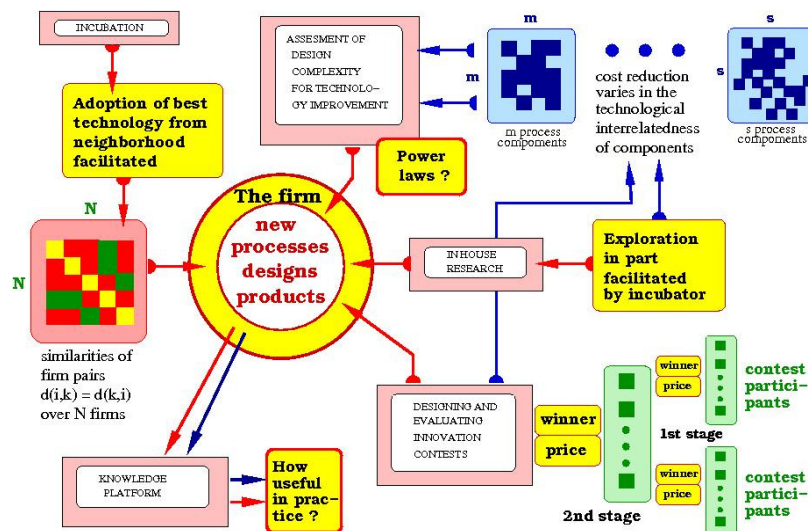 INCUBATION
Adoption of best
technology from
neighborhood
facilitated
N
N
similarities of
firm pairs
d(i,k) = d(k,i)
over N firms
ASSESMENT OF
DESIGN
COMPLEXITY
FOR TECHNOLO-
GY IMPROVEMENT
Power
laws ?
m
m
m process
compoments
cost reduction
varies in the
technological
interrelatedness
of components
s
s
s process
compoments
The firm
new
processes
designs
products
INHOUSE
RESEARCH
Exploration
in part
facilitated
by incubator
KNOWLEDGE
PLATFORM
How
useful
in prac-
tice ?
DESIGNING AND
EVALUATING
INNOVATION
CONTESTS
winner
price
2nd stage
winner
price
1st stage
contest
partici-
pants
winner
price
contest
partici-
pants